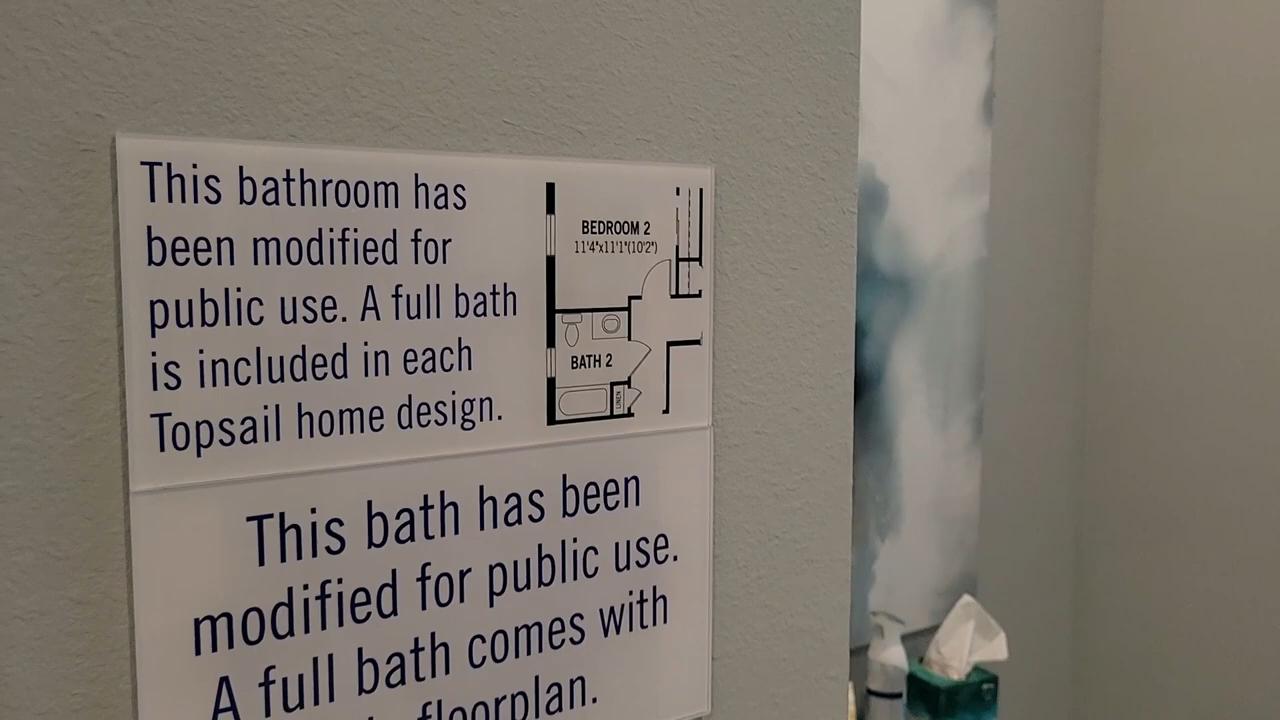 This bathroom has
been modified for
public use. A full bath
is included in each
Topsail home design.
BEDROOM 2
11'4"x11'1"(10'2")
BATH 2
LINEN
This bath has been
modified for public use.
A full bath comes with
floorplan.